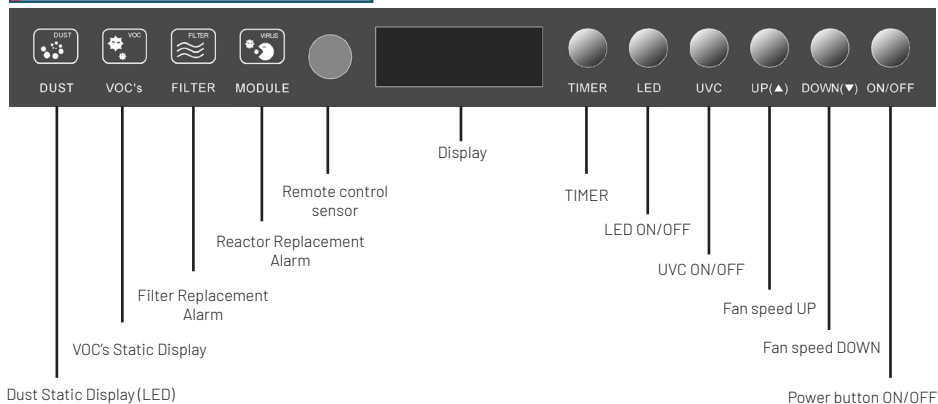 DUST VOC FILTER VIRUS
DUST VOC's FILTER MODULE TIMER LED UVC UP(▲) DOWN(▼) ON/OFF
Display
Remote control
sensor
TIMER
Reactor Replacement
Alarm
LED ON/OFF
UVC ON/OFF
Filter Replacement
Alarm
Fan speed UP
VOC's Static Display
Fan speed DOWN
Dust Static Display (LED)
Power button ON/OFF